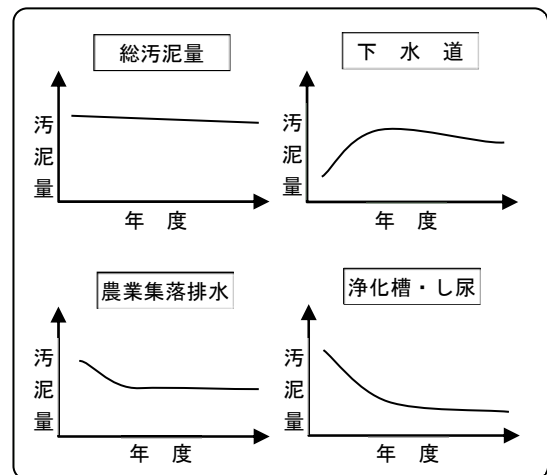 総汚泥量
汚泥量
年度
下水道
汚泥量
年度
農業集落排水
汚泥量
年度
浄化槽・し尿
汚泥量
年度